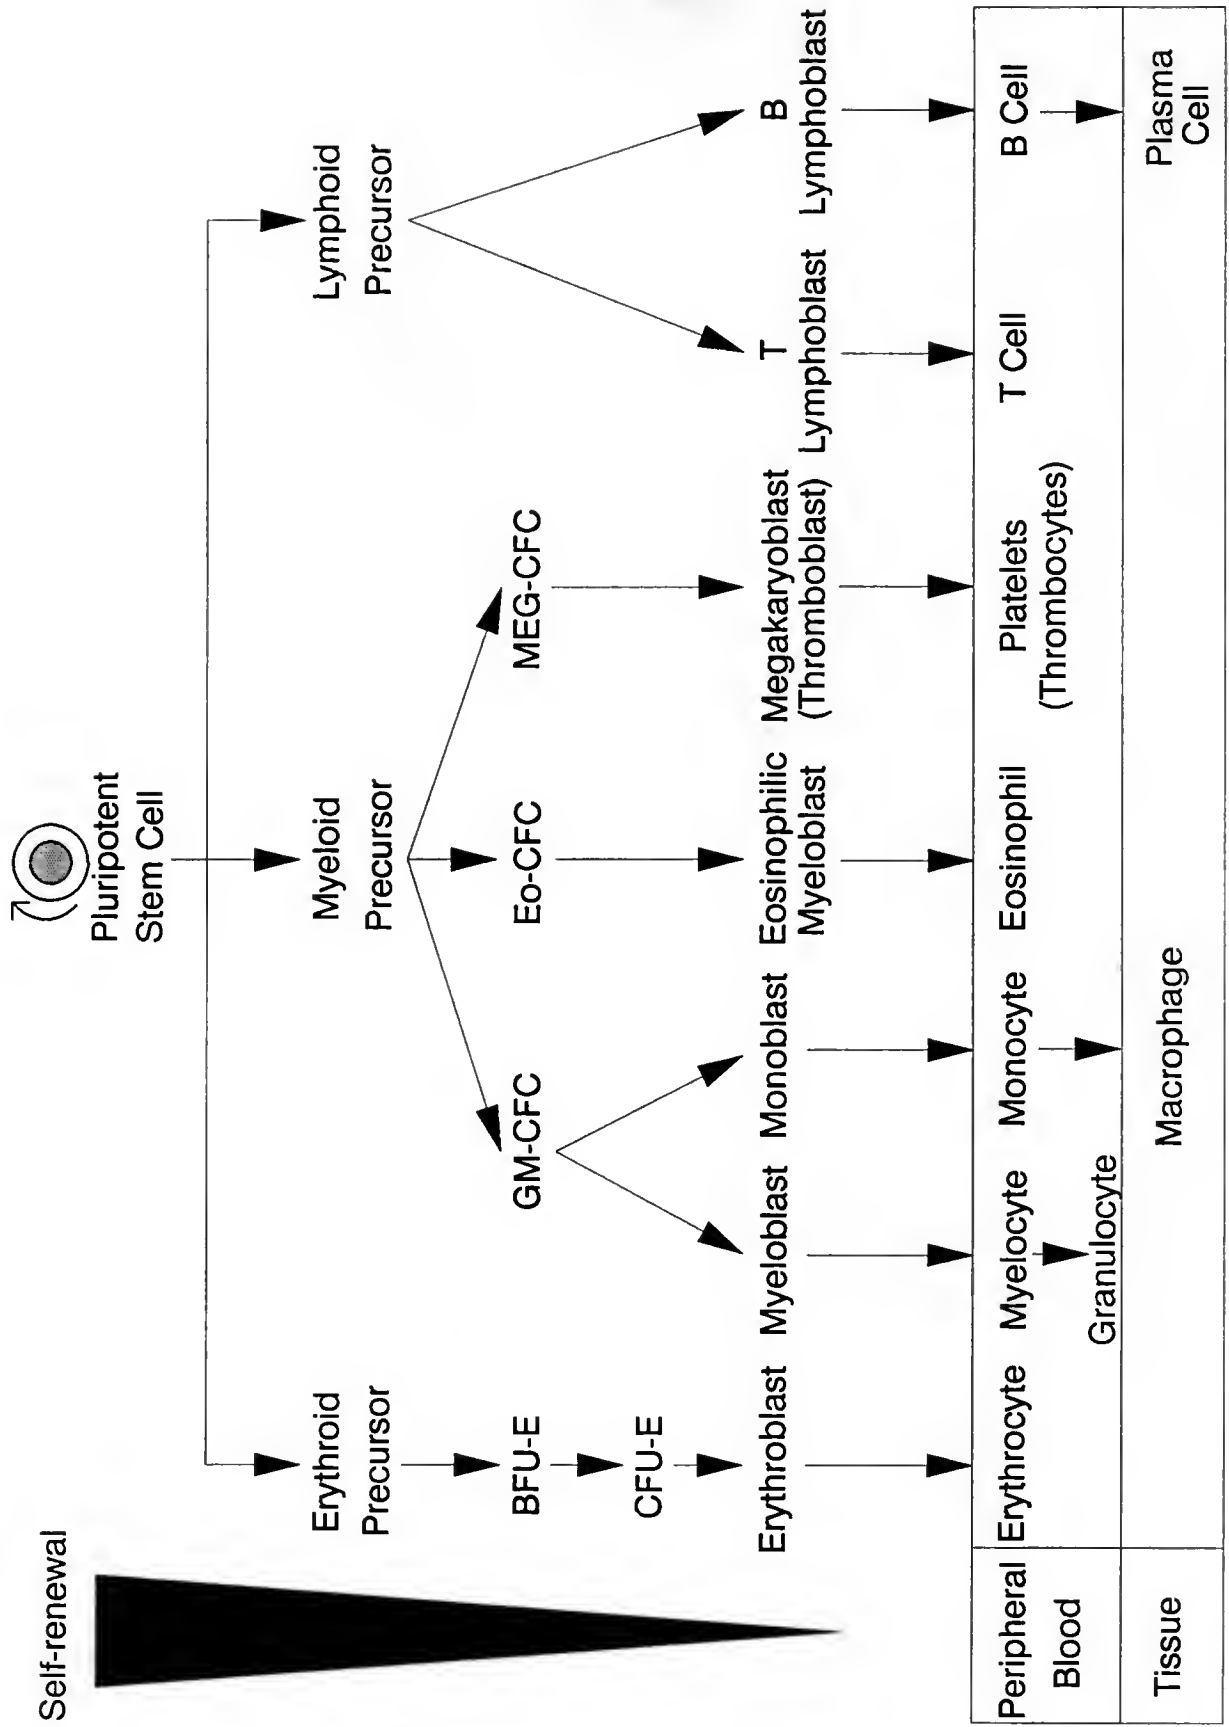 Self-renewal
Pluripotent
Stem Cell
Erythroid
Precursor
Myeloid
Precursor
Lymphoid
Precursor
BFU-E
CFU-E
GM-CFC
Eo-CFC
MEG-CFC
Erythroblast
Myeloblast
Monoblast
Eosinophilic
Myeloblast
Megakaryoblast
(Thromboblast)
T
Lymphoblast
B
Lymphoblast
Peripheral
Blood
Erythrocyte
Myelocyte
Granulocyte
Monocyte
Eosinophil
Platelets
(Thrombocytes)
T Cell
B Cell
Tissue
Macrophage
Plasma
Cell